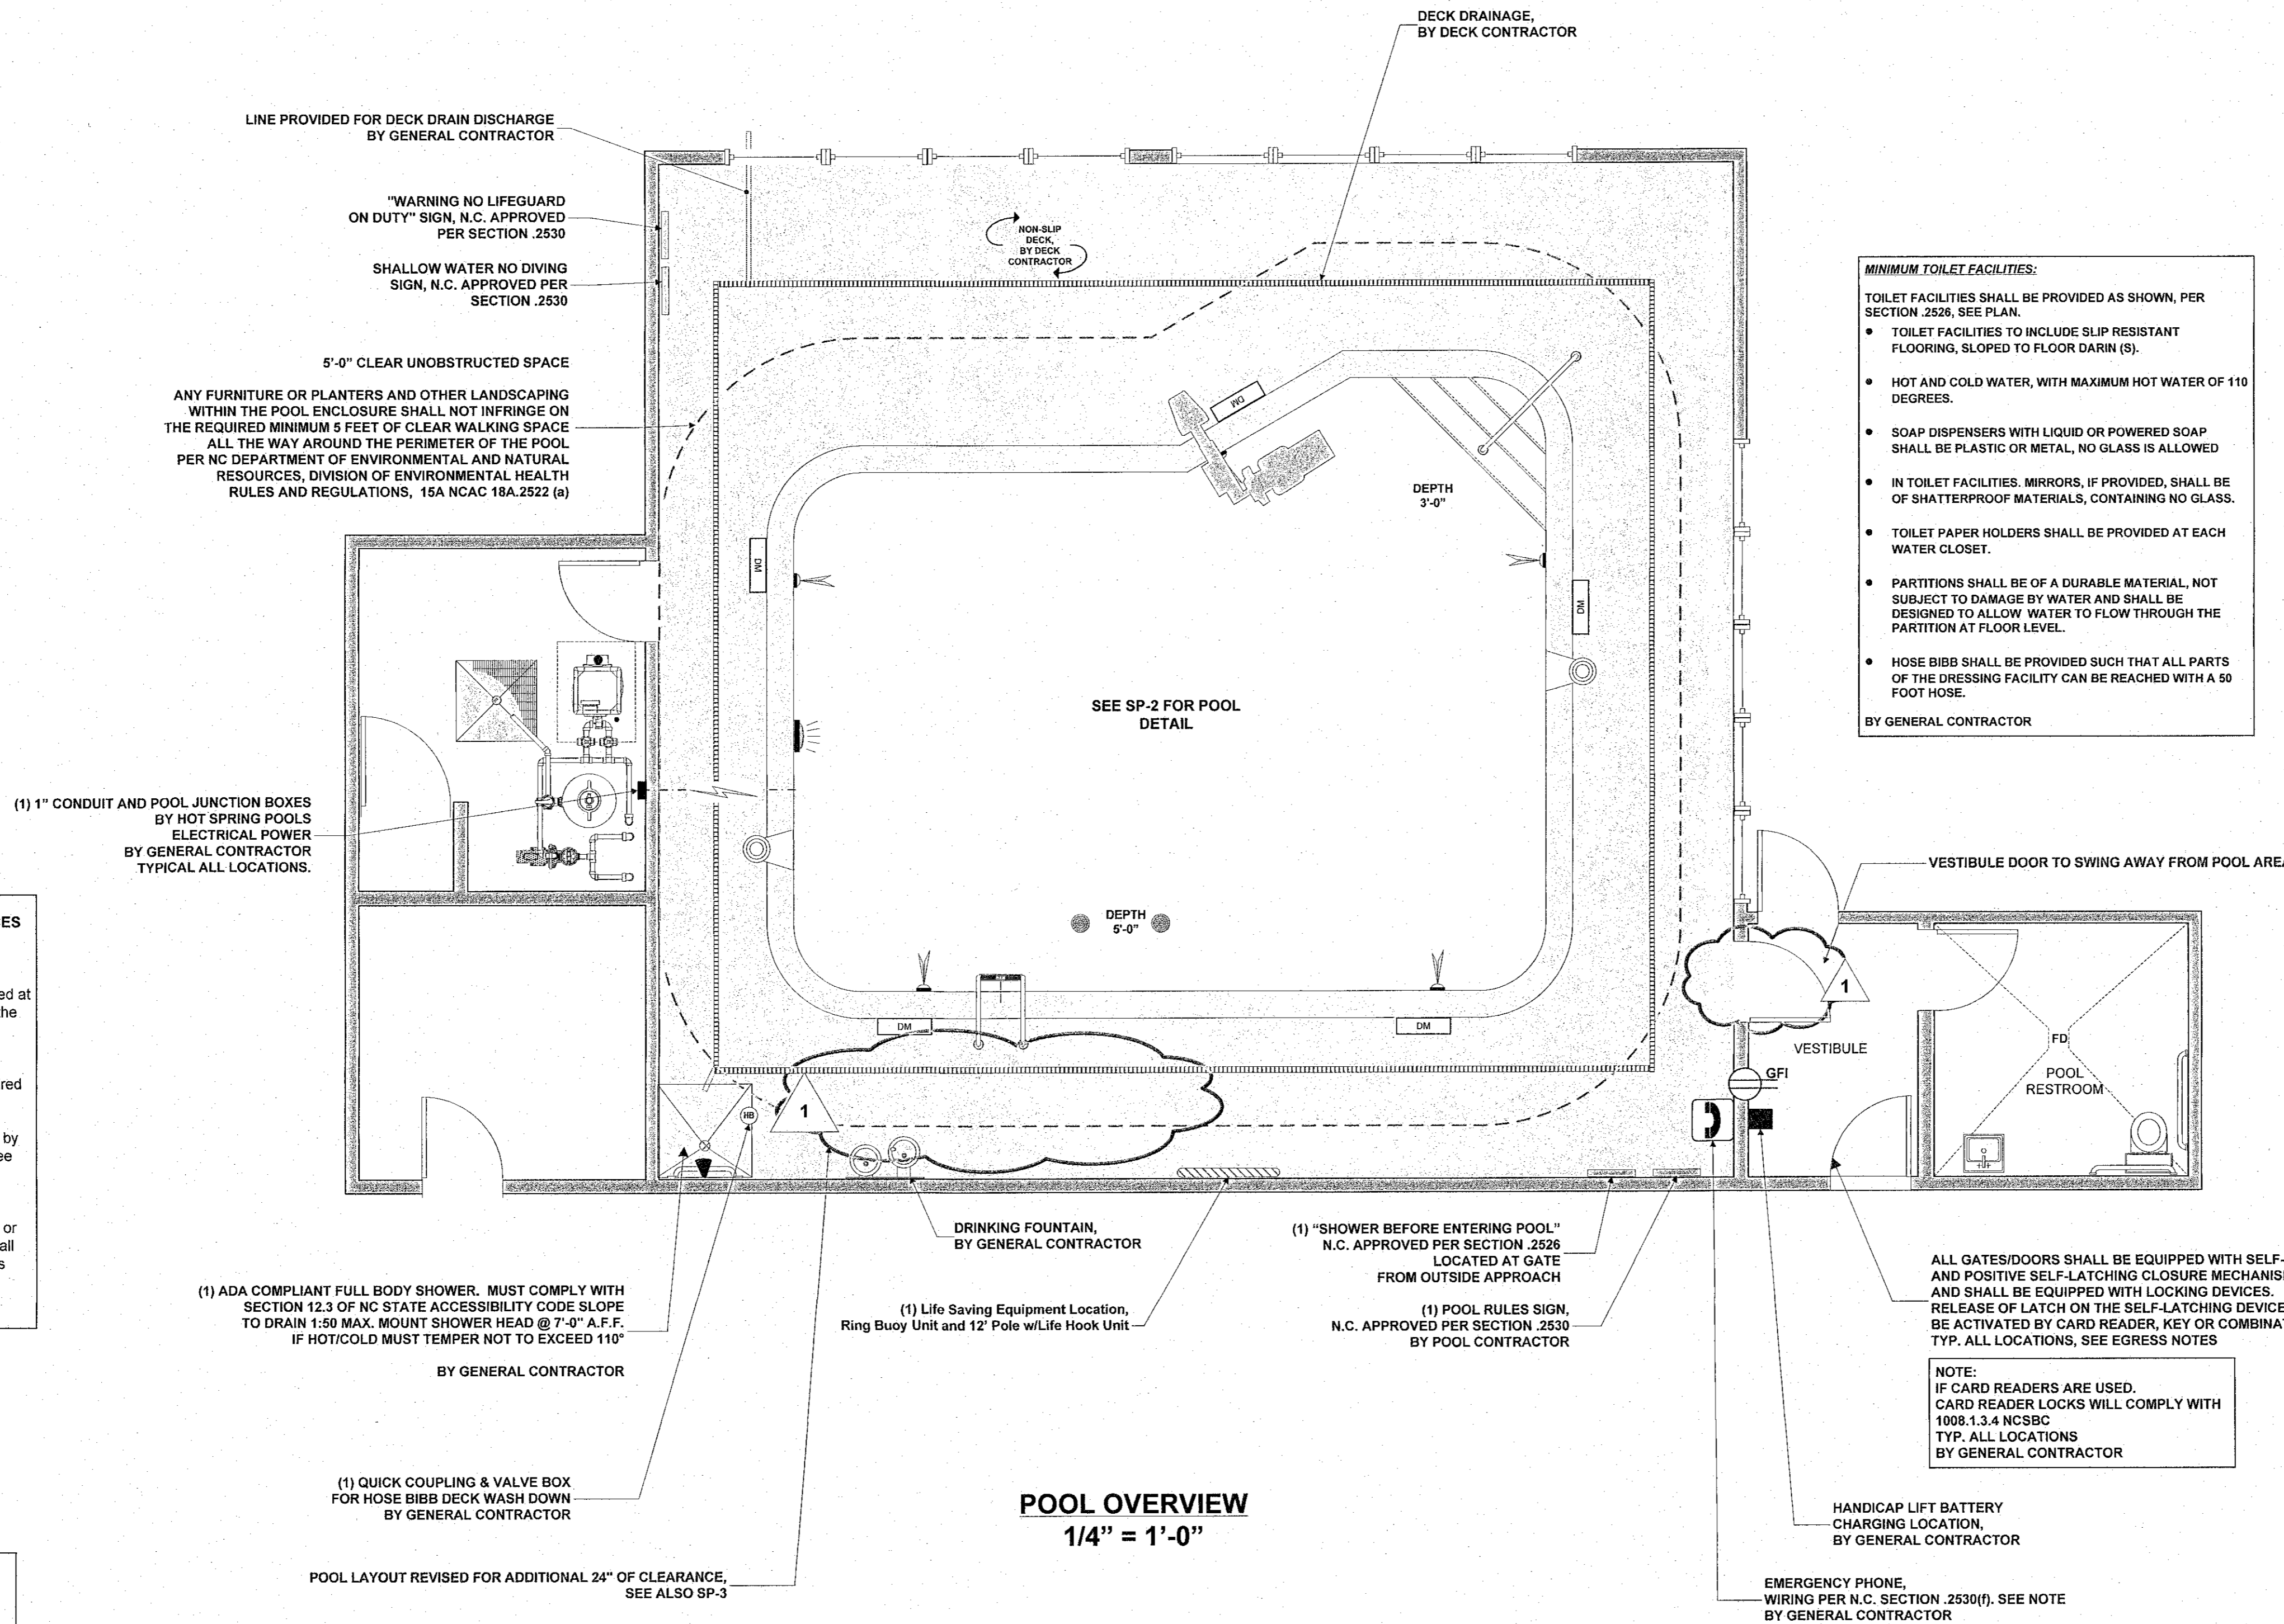 DECK DRAINAGE,
BY DECK CONTRACTOR
LINE PROVIDED FOR DECK DRAIN DISCHARGE
BY GENERAL CONTRACTOR
"WARNING NO LIFEGUARD
ON DUTY" SIGN, N.C. APPROVED
PER SECTION .2530
SHALLOW WATER NO DIVING
SIGN, N.C. APPROVED PER
SECTION .2530
5'-0" CLEAR UNOBSTRUCTED SPACE
ANY FURNITURE OR PLANTERS AND OTHER LANDSCAPING
WITHIN THE POOL ENCLOSURE SHALL NOT INFRINGE ON
THE REQUIRED MINIMUM 5 FEET OF CLEAR WALKING SPACE
ALL THE WAY AROUND THE PERIMETER OF THE POOL
PER NC DEPARTMENT OF ENVIRONMENTAL AND NATURAL
RESOURCES, DIVISION OF ENVIRONMENTAL HEALTH
RULES AND REGULATIONS, 15A NCAC 18A.2522 (a)
NON-SLIP
DECK,
BY DECK
CONTRACTOR
MINIMUM TOILET FACILITIES:
TOILET FACILITIES SHALL BE PROVIDED AS SHOWN, PER
SECTION .2526, SEE PLAN.
• TOILET FACILITIES TO INCLUDE SLIP RESISTANT
FLOORING, SLOPED TO FLOOR DARIN (S).
• HOT AND COLD WATER, WITH MAXIMUM HOT WATER OF 110
DEGREES.
• SOAP DISPENSERS WITH LIQUID OR POWERED SOAP
SHALL BE PLASTIC OR METAL, NO GLASS IS ALLOWED
• IN TOILET FACILITIES. MIRRORS, IF PROVIDED, SHALL BE
OF SHATTERPROOF MATERIALS, CONTAINING NO GLASS.
• TOILET PAPER HOLDERS SHALL BE PROVIDED AT EACH
WATER CLOSET.
• PARTITIONS SHALL BE OF A DURABLE MATERIAL, NOT
SUBJECT TO DAMAGE BY WATER AND SHALL BE
DESIGNED TO ALLOW WATER TO FLOW THROUGH THE
PARTITION AT FLOOR LEVEL.
• HOSE BIBB SHALL BE PROVIDED SUCH THAT ALL PARTS
OF THE DRESSING FACILITY CAN BE REACHED WITH A 50
FOOT HOSE.
BY GENERAL CONTRACTOR
DM
DEPTH
3'-0"
DM
DM
SEE SP-2 FOR POOL
DETAIL
(1) 1" CONDUIT AND POOL JUNCTION BOXES
BY HOT SPRING POOLS
ELECTRICAL POWER
BY GENERAL CONTRACTOR
TYPICAL ALL LOCATIONS.
VESTIBULE DOOR TO SWING AWAY FROM POOL AREA
DEPTH
5'-0"
DM
DM
1
VESTIBULE
FD
POOL
RESTROOM
GFI
HB
1
ed at
the
red
by
ee
or
all
DRINKING FOUNTAIN,
BY GENERAL CONTRACTOR
(1) "SHOWER BEFORE ENTERING POOL"
N.C. APPROVED PER SECTION .2526
LOCATED AT GATE
FROM OUTSIDE APPROACH
(1) ADA COMPLIANT FULL BODY SHOWER. MUST COMPLY WITH
SECTION 12.3 OF NC STATE ACCESSIBILITY CODE SLOPE
TO DRAIN 1:50 MAX. MOUNT SHOWER HEAD @ 7'-0" A.F.F.
IF HOT/COLD MUST TEMPER NOT TO EXCEED 110°
BY GENERAL CONTRACTOR
(1) Life Saving Equipment Location,
Ring Buoy Unit and 12' Pole w/Life Hook Unit
(1) POOL RULES SIGN,
N.C. APPROVED PER SECTION .2530
BY POOL CONTRACTOR
ALL GATES/DOORS SHALL BE EQUIPPED WITH SELF-
AND POSITIVE SELF-LATCHING CLOSURE MECHANIS
AND SHALL BE EQUIPPED WITH LOCKING DEVICES.
RELEASE OF LATCH ON THE SELF-LATCHING DEVICE
BE ACTIVATED BY CARD READER, KEY OR COMBINAT
TYP. ALL LOCATIONS, SEE EGRESS NOTES
NOTE:
IF CARD READERS ARE USED.
CARD READER LOCKS WILL COMPLY WITH
1008.1.3.4 NCSBC
TYP. ALL LOCATIONS
BY GENERAL CONTRACTOR
(1) QUICK COUPLING & VALVE BOX
FOR HOSE BIBB DECK WASH DOWN
BY GENERAL CONTRACTOR
POOL OVERVIEW
1/4" = 1'-0"
HANDICAP LIFT BATTERY
CHARGING LOCATION,
BY GENERAL CONTRACTOR
POOL LAYOUT REVISED FOR ADDITIONAL 24" OF CLEARANCE,
SEE ALSO SP-3
EMERGENCY PHONE,
WIRING PER N.C. SECTION .2530(f). SEE NOTE
BY GENERAL CONTRACTOR